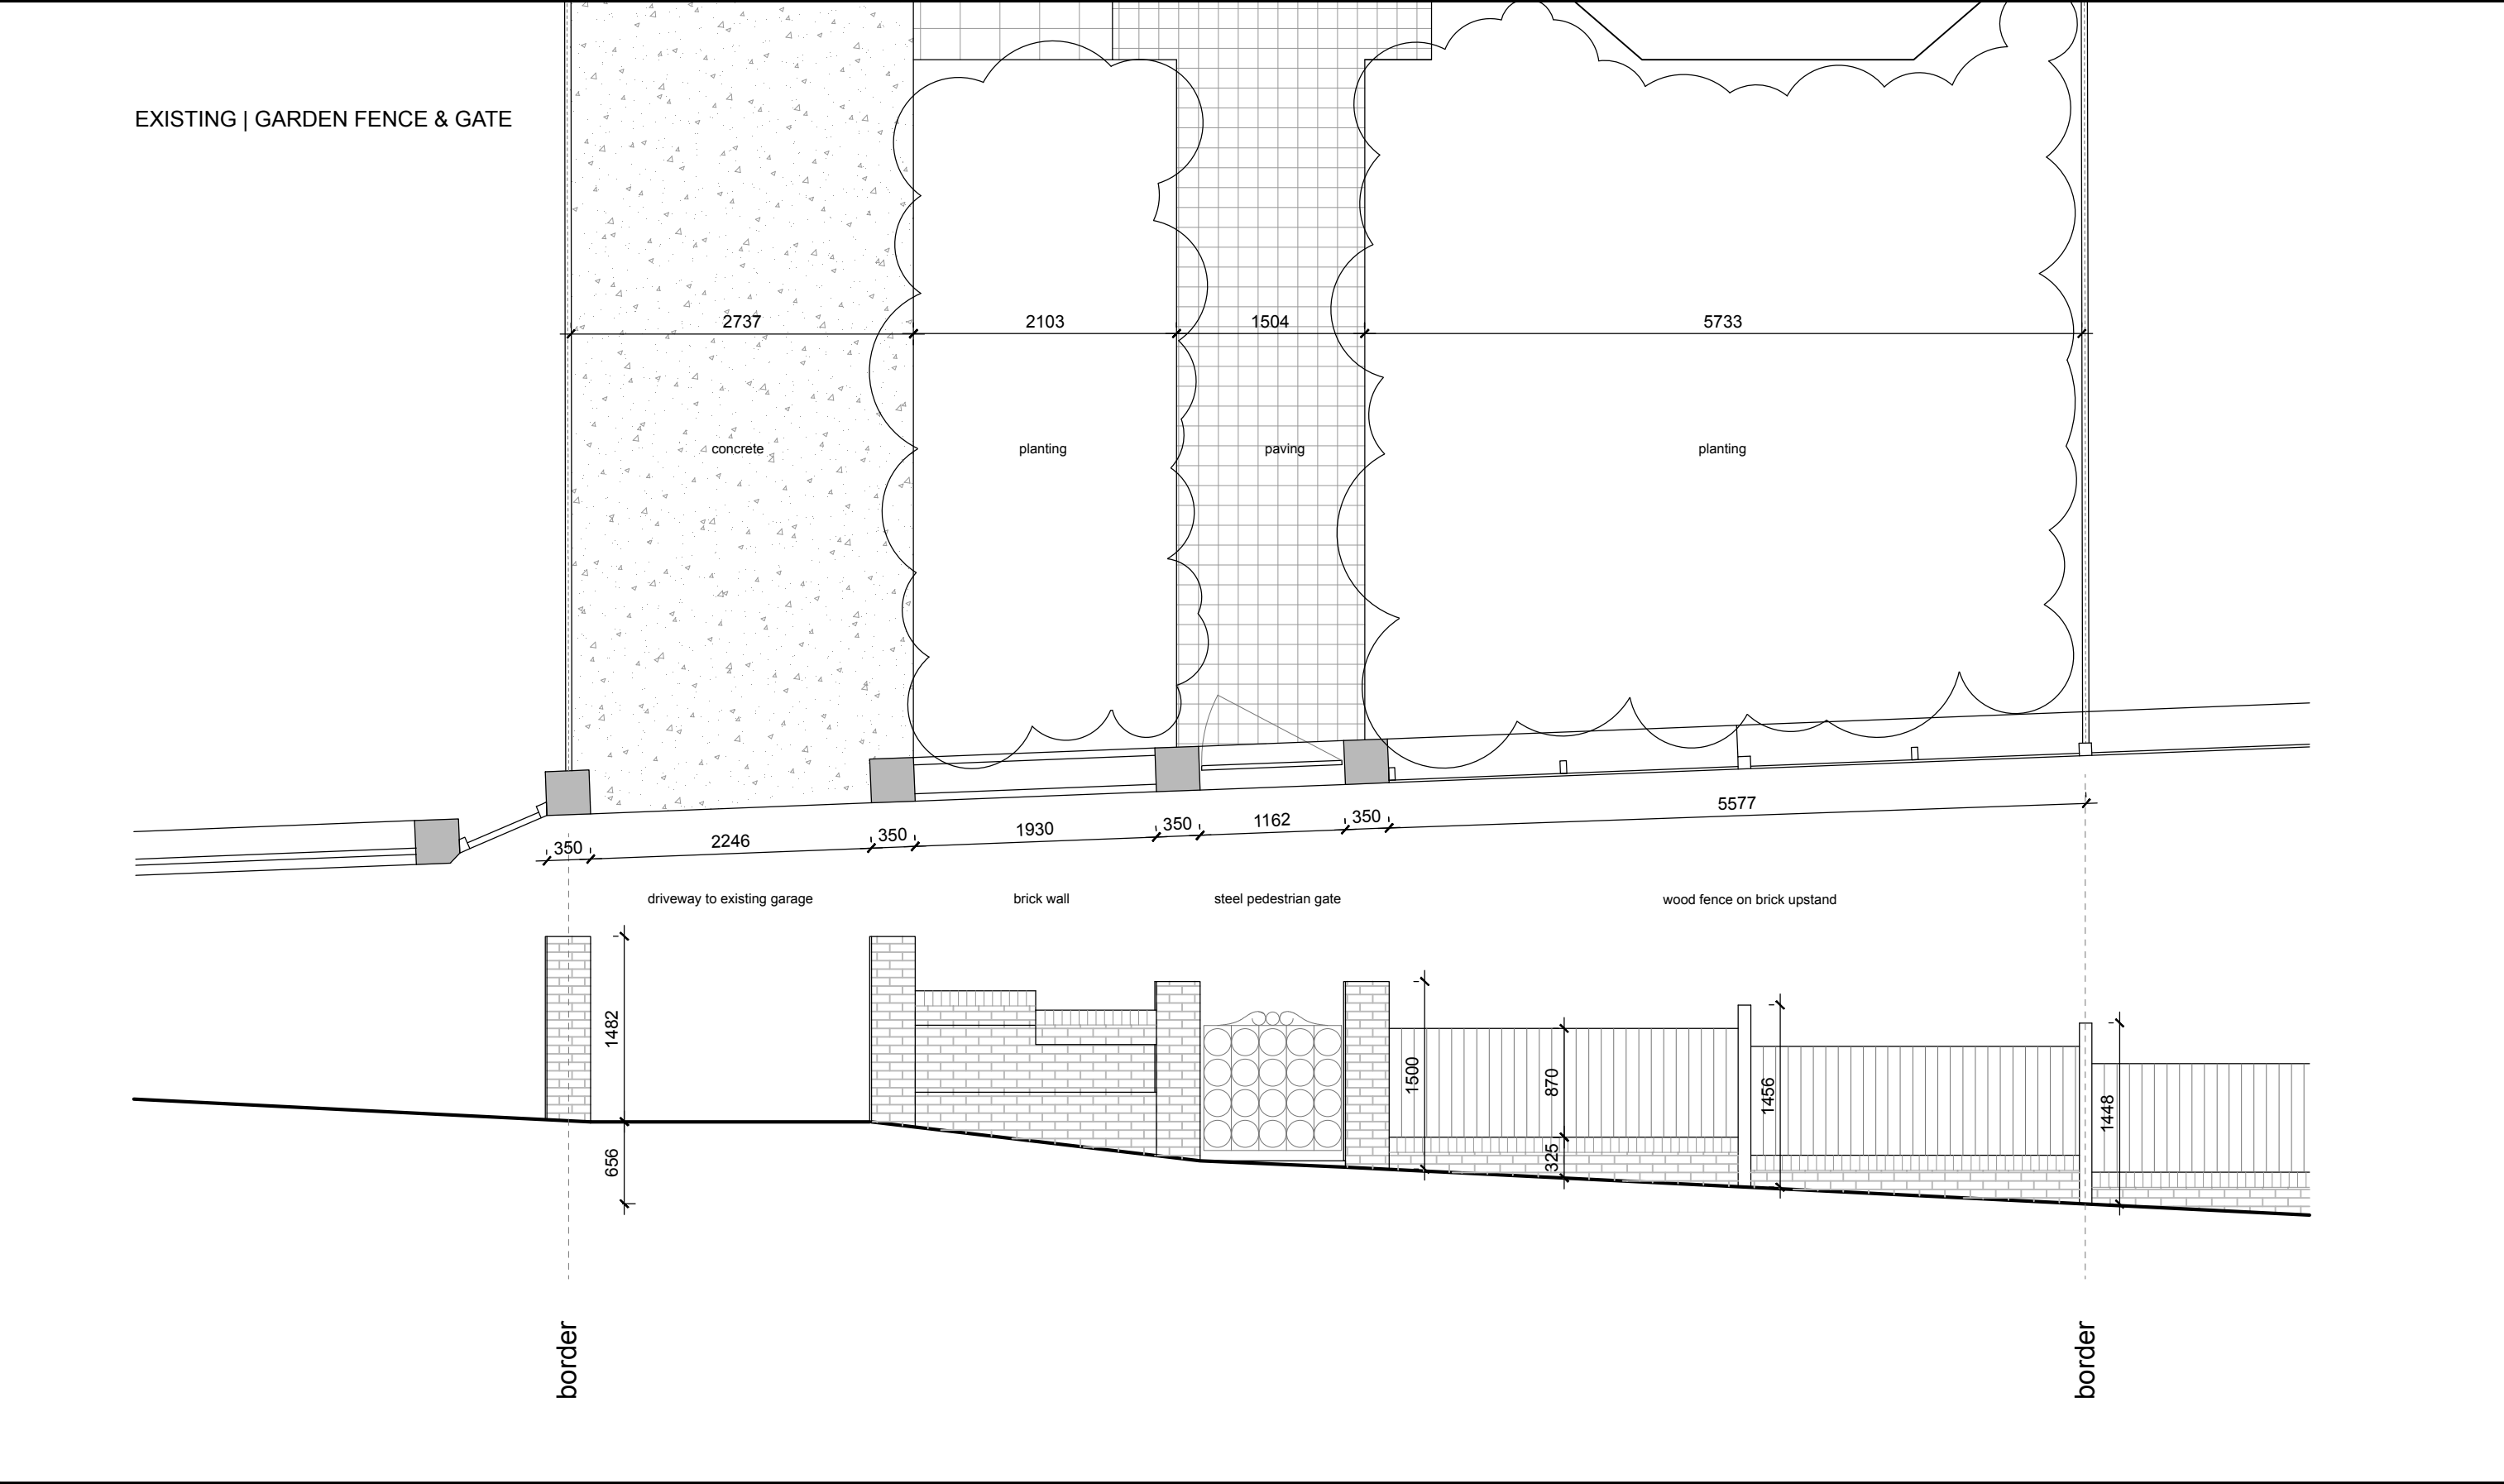 EXISTING | GARDEN FENCE & GATE
2737
2103
1504
5733
concrete
planting
paving
planting
350
2246
350
1930
350
1162
350
5577
driveway to existing garage
brick wall
steel pedestrian gate
wood fence on brick upstand
1482
656
1500
870
325
1456
1448
border
border